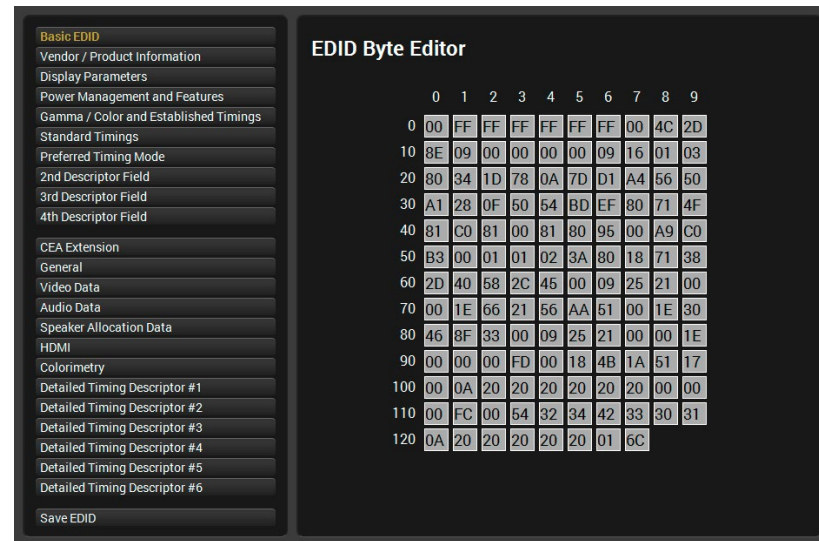 Basic EDID
Vendor / Product Information
Display Parameters
Power Management and Features
Gamma / Color and Established Timings
Standard Timings
Preferred Timing Mode
2nd Descriptor Field
3rd Descriptor Field
4th Descriptor Field
CEA Extension
General
Video Data
Audio Data
Speaker Allocation Data
HDMI
Colorimetry
Detailed Timing Descriptor #1
Detailed Timing Descriptor #2
Detailed Timing Descriptor #3
Detailed Timing Descriptor #4
Detailed Timing Descriptor #5
Detailed Timing Descriptor #6
Save EDID
EDID Byte Editor
0 1 2 3 4 5 6 7 8 9
0 00 FF FF FF FF FF FF 00 4C 2D
10 8E 09 00 00 00 00 09 16 01 03
20 80 34 1D 78 0A 7D D1 A4 56 50
30 A1 28 0F 50 54 BD EF 80 71 4F
40 81 C0 81 00 81 80 95 00 A9 C0
50 B3 00 01 01 02 3A 80 18 71 38
60 2D 40 58 2C 45 00 09 25 21 00
70 00 1E 66 21 56 AA 51 00 1E 30
80 46 8F 33 00 09 25 21 00 00 1E
90 00 00 00 FD 00 18 4B 1A 51 17
100 00 0A 20 20 20 20 20 20 00 00
110 00 FC 00 54 32 34 42 33 30 31
120 0A 20 20 20 20 20 01 6C